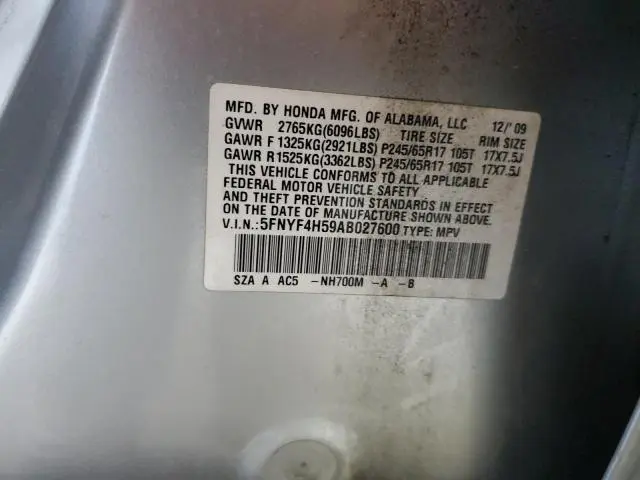 MFD. BY HONDA MFG. OF ALABAMA, LLC 12/'09
GVWR 2765KG(6096LBS) TIRE SIZE RIM SIZE
GAWR F 1325KG(2921LBS) P245/65R17 105T 17X7.5J
GAWR R 1525KG(3362LBS) P245/65R17 105T 17X7.5J
THIS VEHICLE CONFORMS TO ALL APPLICABLE
FEDERAL MOTOR VEHICLE SAFETY
AND THEFT PREVENTION STANDARDS IN EFFECT
ON THE DATE OF MANUFACTURE SHOWN ABOVE.
V.I.N.:5FNYF4H59AB027600 TYPE: MPV
SZA A AC5 -NH700M -A -B